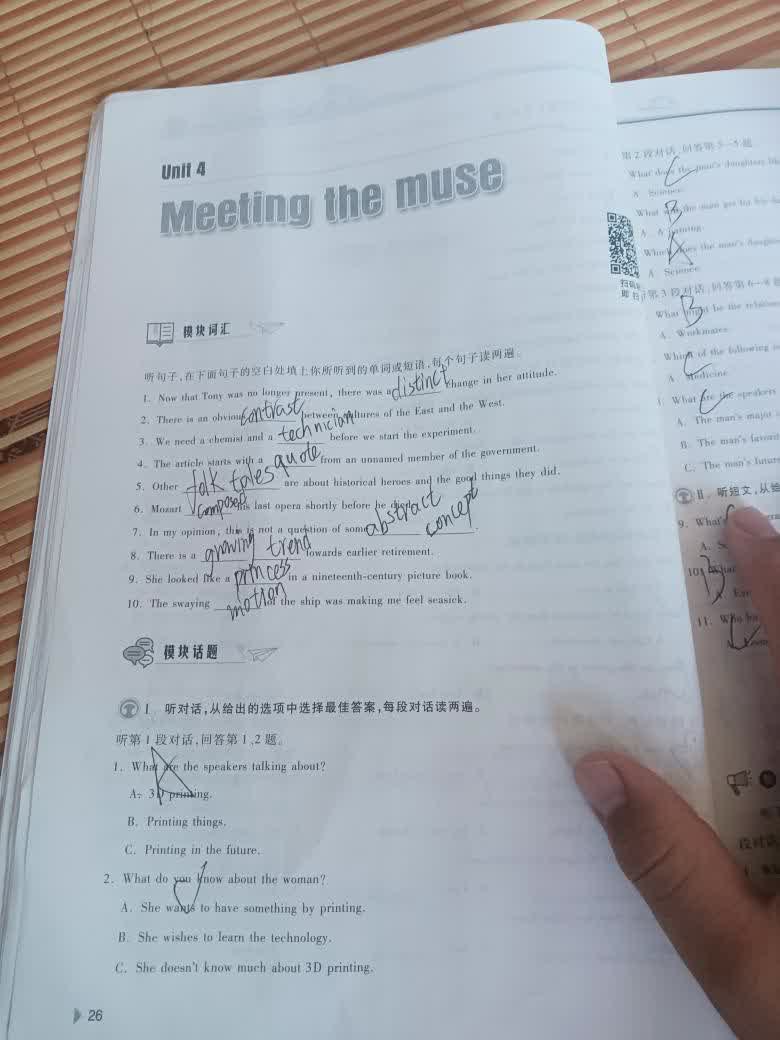 Unit 4
Meeting the muse
模块词汇
听句子,在下面句子的空白处填上你所听到的单词或短语,每个句子读两遍。
1. Now that Tony was no longer present, there was a distinct change in her attitude.
2. There is an obvious contrast between cultures of the East and the West.
3. We need a chemist and a technician before we start the experiment.
4. The article starts with a quote from an unnamed member of the government.
5. Other folk tales are about historical heroes and the good things they did.
6. Mozart composed his last opera shortly before he died.
7. In my opinion, this is not a question of some abstract concept.
8. There is a growing trend towards earlier retirement.
9. She looked like a princess in a nineteenth-century picture book.
10. The swaying motion of the ship was making me feel seasick.
模块话题
Ⅰ. 听对话,从给出的选项中选择最佳答案,每段对话读两遍。
听第1段对话,回答第1、2题。
1. What are the speakers talking about?
A
A. 3D printing.
B. Printing things.
C. Printing in the future.
2. What do you know about the woman?
C
A. She wants to have something by printing.
B. She wishes to learn the technology.
C. She doesn't know much about 3D printing.
26
第2段对话,回答第3~5题
What does the man's daughter
C
A. Science.
What the man get for his
B
A. A
Which does the man's
A
A. Science.
扫码
即扫
第3段对话,回答第6~8题
What might be the
B
A. Workmates.
Which of the following
C
A. Medicine.
What are the speakers
C
A. The man's major
B. The man's
C. The man's future
Ⅱ. 听短文,从给
9. What's
A.
10. What
B
11. Who
段对话